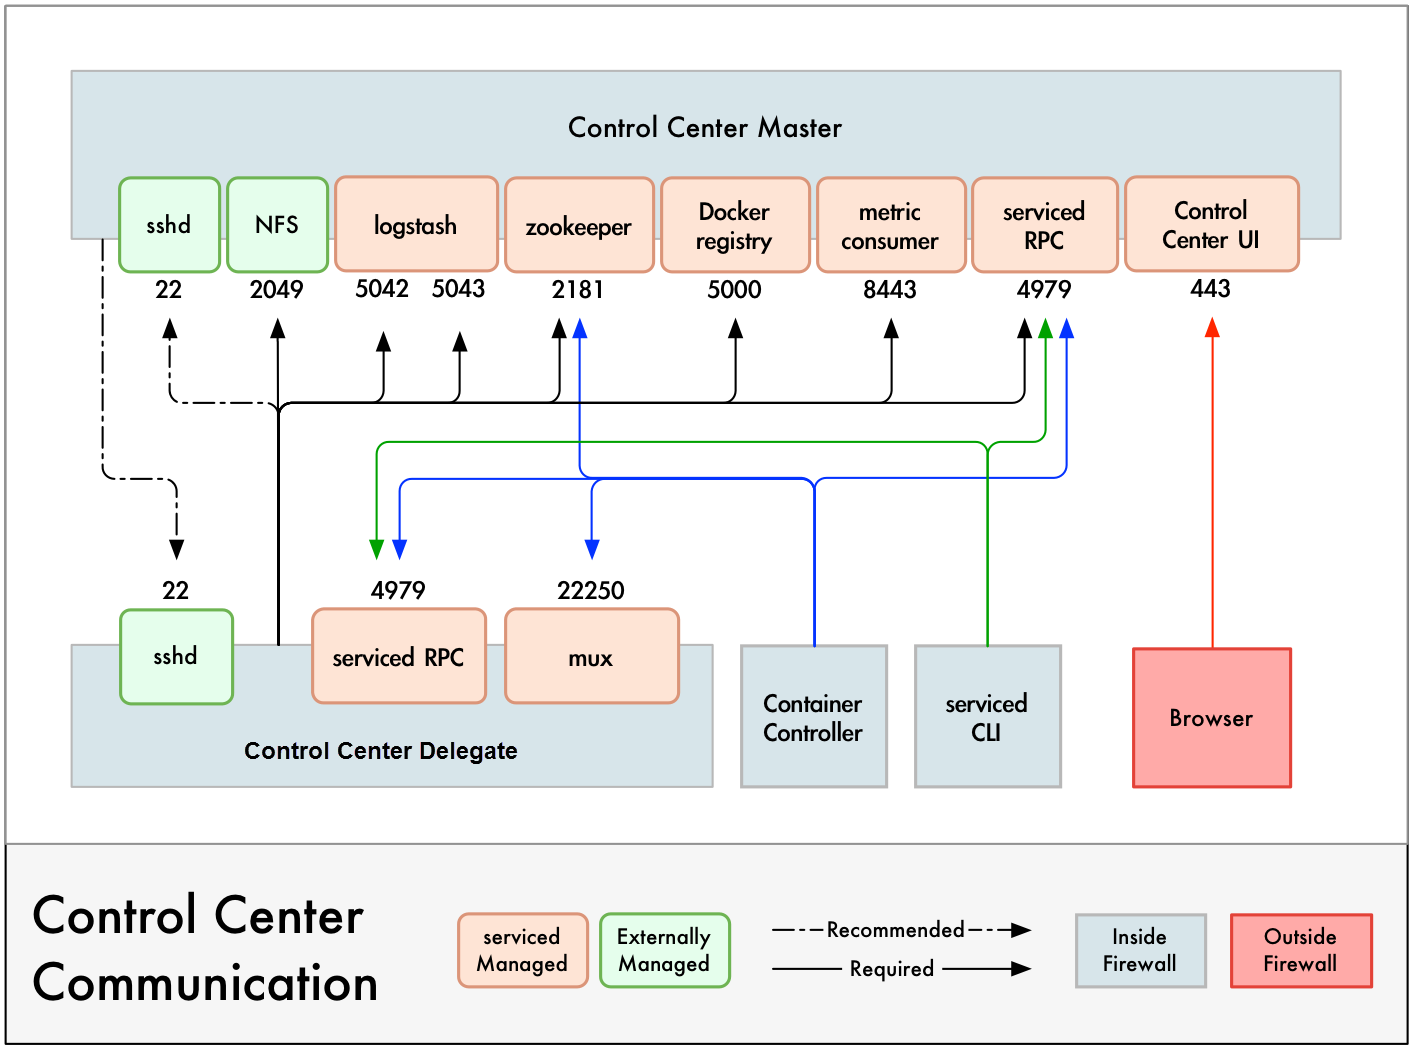 Control Center Master
sshd
NFS
logstash
zookeeper
Docker
registry
metric
consumer
serviced
RPC
Control
Center UI
22
2049
5042
5043
2181
5000
8443
4979
443
22
4979
22250
sshd
serviced RPC
mux
Control Center Delegate
Container
Controller
serviced
CLI
Browser
Control Center
Communication
serviced
Managed
Externally
Managed
Recommended
Required
Inside
Firewall
Outside
Firewall